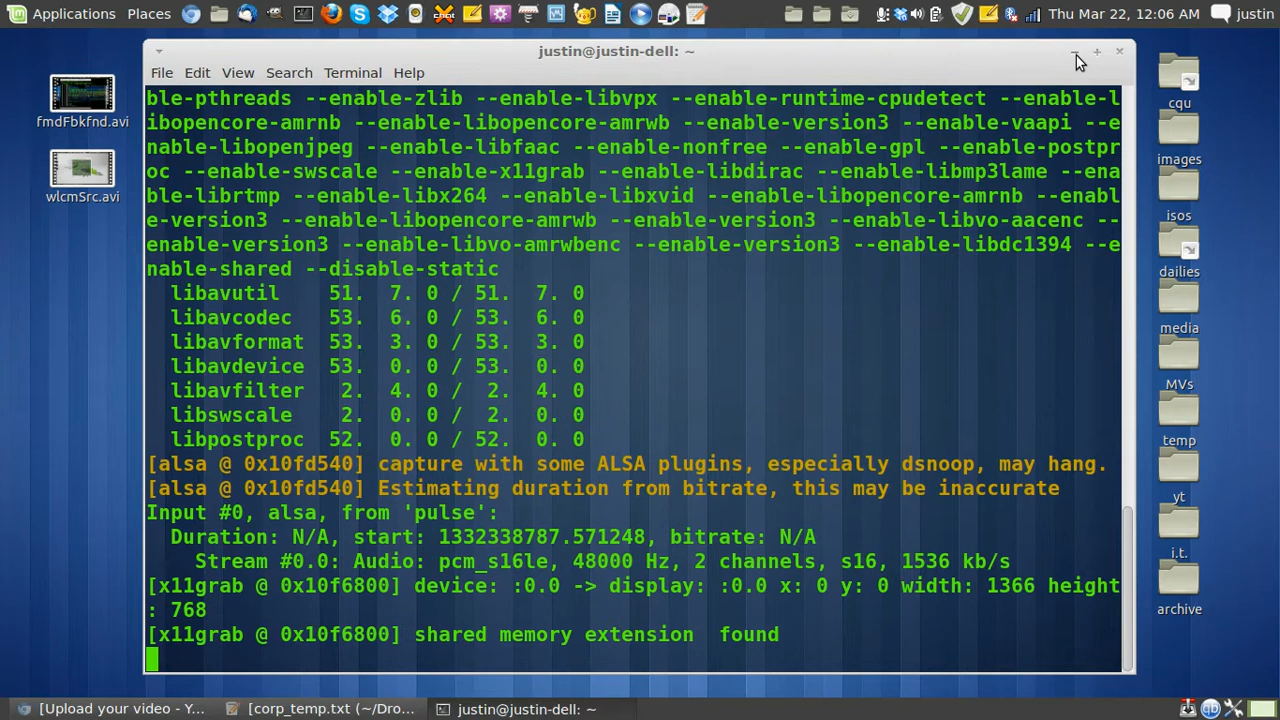 Applications Places
Thu Mar 22, 12:06 AM justin
justin@justin-dell: ~
File Edit View Search Terminal Help
ble-pthreads --enable-zlib --enable-libvpx --enable-runtime-cpudetect --enable-l
ibopencore-amrnb --enable-libopencore-amrwb --enable-version3 --enable-vaapi --e
nable-libopenjpeg --enable-libfaac --enable-nonfree --enable-gpl --enable-postpr
oc --enable-swscale --enable-x11grab --enable-libdirac --enable-libmp3lame --ena
ble-librtmp --enable-libx264 --enable-libxvid --enable-libopencore-amrnb --enabl
e-version3 --enable-libopencore-amrwb --enable-version3 --enable-libvo-aacenc --
enable-version3 --enable-libvo-amrwbenc --enable-version3 --enable-libdc1394 --e
nable-shared --disable-static
libavutil 51. 7. 0 / 51. 7. 0
libavcodec 53. 6. 0 / 53. 6. 0
libavformat 53. 3. 0 / 53. 3. 0
libavdevice 53. 0. 0 / 53. 0. 0
libavfilter 2. 4. 0 / 2. 4. 0
libswscale 2. 0. 0 / 2. 0. 0
libpostproc 52. 0. 0 / 52. 0. 0
[alsa @ 0x10fd540] capture with some ALSA plugins, especially dsnoop, may hang.
[alsa @ 0x10fd540] Estimating duration from bitrate, this may be inaccurate
Input #0, alsa, from 'pulse':
Duration: N/A, start: 1332338787.571248, bitrate: N/A
Stream #0.0: Audio: pcm_s16le, 48000 Hz, 2 channels, s16, 1536 kb/s
[x11grab @ 0x10f6800] device: :0.0 -> display: :0.0 x: 0 y: 0 width: 1366 height
: 768
[x11grab @ 0x10f6800] shared memory extension found
fmdFbkfnd.avi
wlcmSrc.avi
cqu
images
isos
dailies
media
MVs
temp
yt
i.t.
archive
[Upload your video - Y...
[corp_temp.txt (~/Dro...
justin@justin-dell: ~